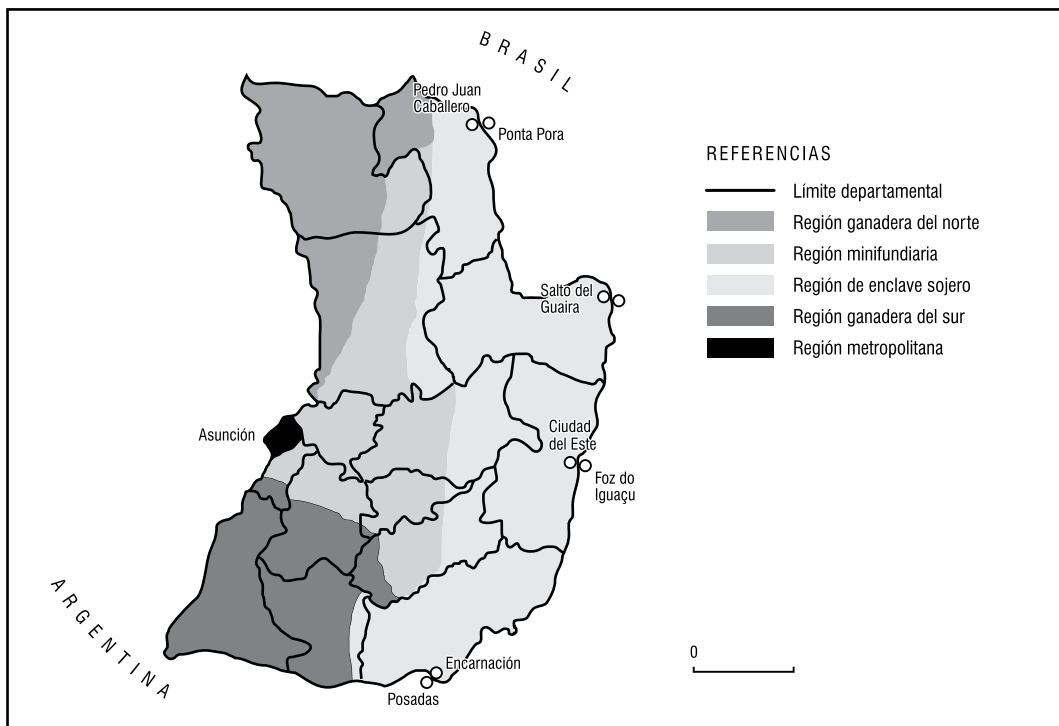 BRASIL
Pedro Juan
Caballero
Ponta Pora
REFERENCIAS
Límite departamental
Región ganadera del norte
Región minifundiaria
Región de enclave sojero
Región ganadera del sur
Región metropolitana
Salto del
Guaira
Asunción
Ciudad
del Este
Foz do
Iguaçu
ARGENTINA
Encarnación
Posadas
0